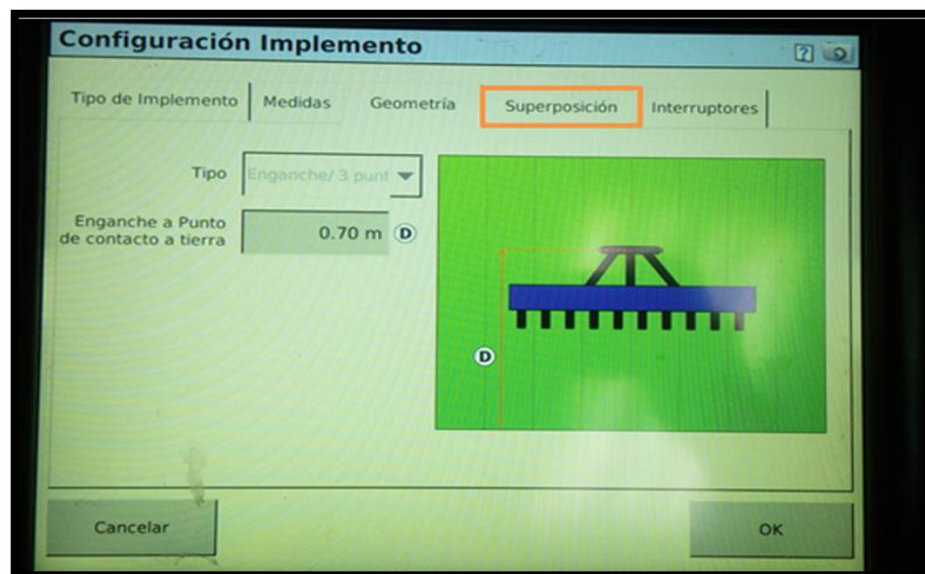 Configuración Implemento
?
Tipo de Implemento
Medidas
Geometría
Superposición
Interruptores
Tipo
Enganche/ 3 punt
Enganche a Punto
de contacto a tierra
0.70 m
D
D
Cancelar
OK